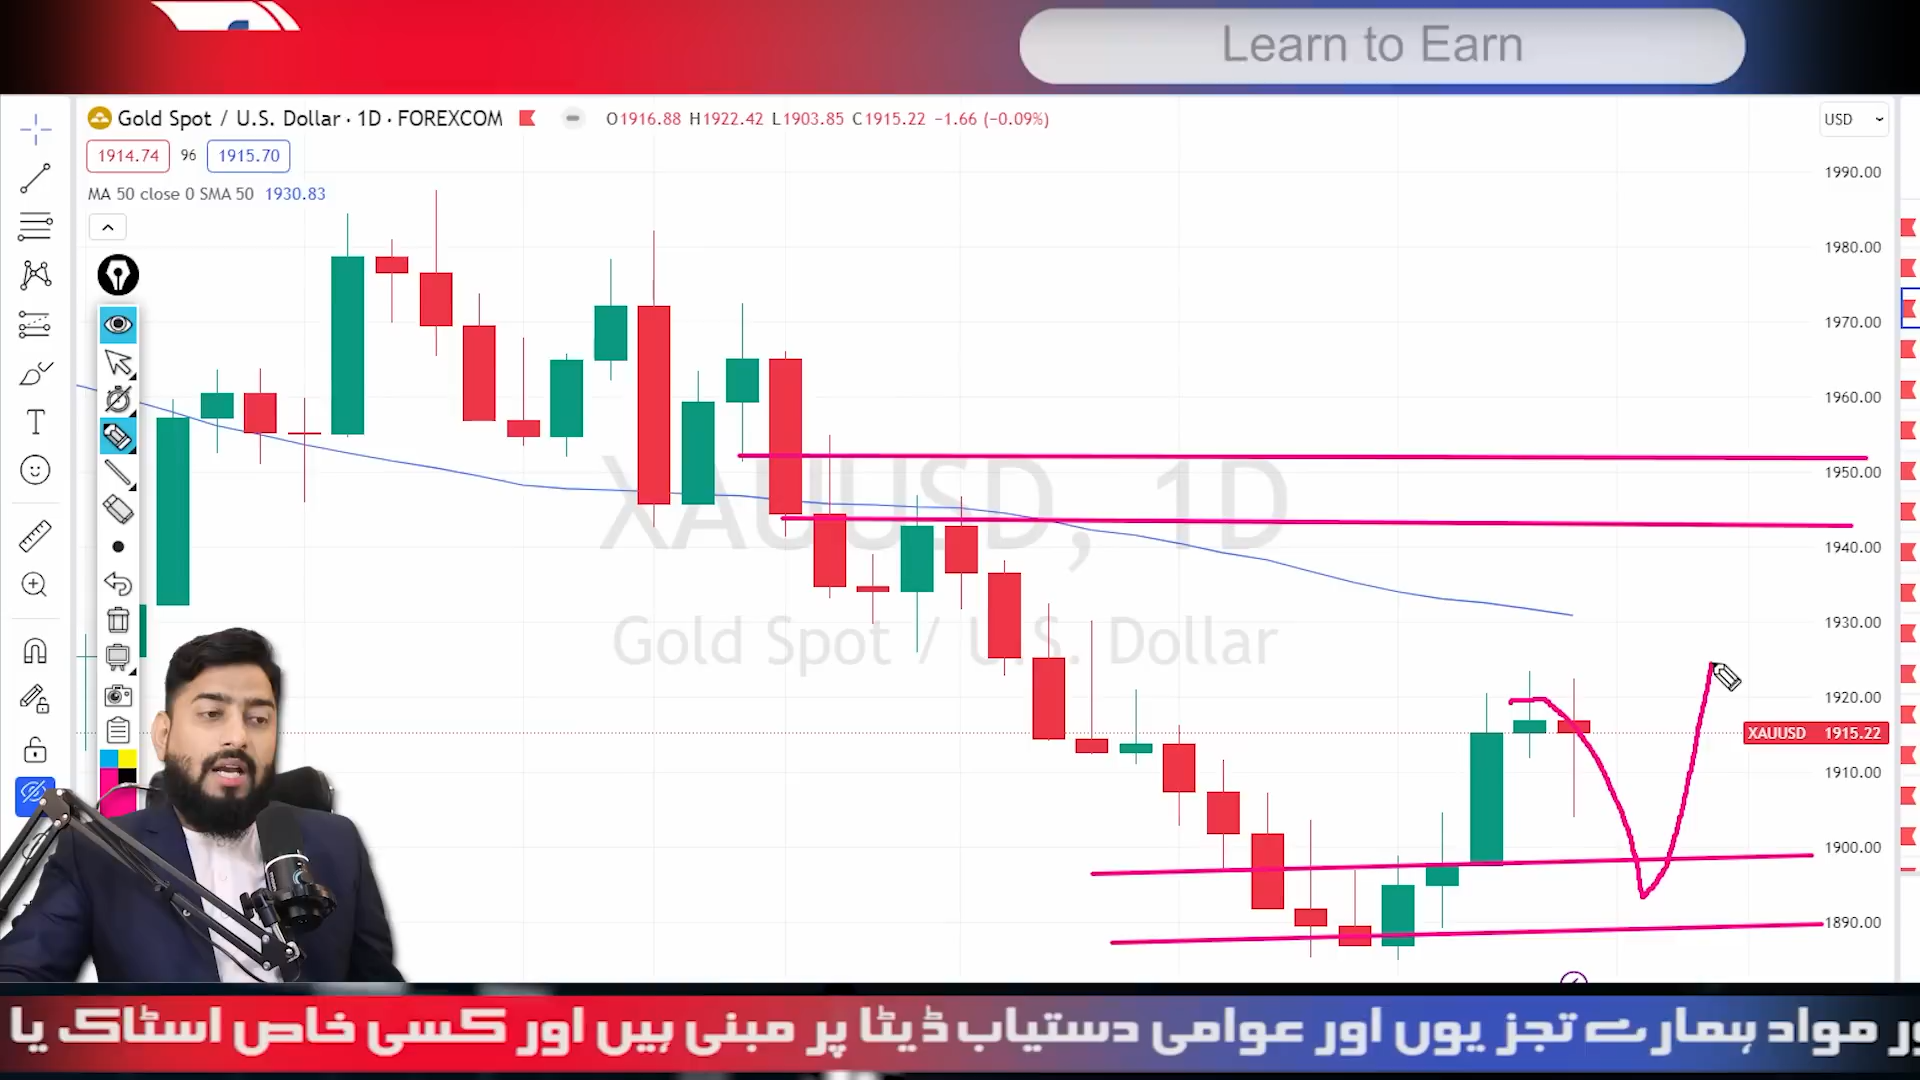 Learn to Earn
Gold Spot / U.S. Dollar · 1D · FOREXCOM
O1916.88 H1922.42 L1903.85 C1915.22 −1.66 (−0.09%)
USD
1914.74 96 1915.70
MA 50 close 0 SMA 50 1930.83
1990.00
1980.00
1970.00
1960.00
1950.00
1940.00
1930.00
1920.00
XAUUSD 1915.22
1910.00
1900.00
1890.00
XAUUSD, 1D
Gold Spot / U.S. Dollar
مواد ہمارے تجزیوں اور عوامی دستیاب ڈیٹا پر مبنی ہیں اور کسی خاص اسٹاک یا